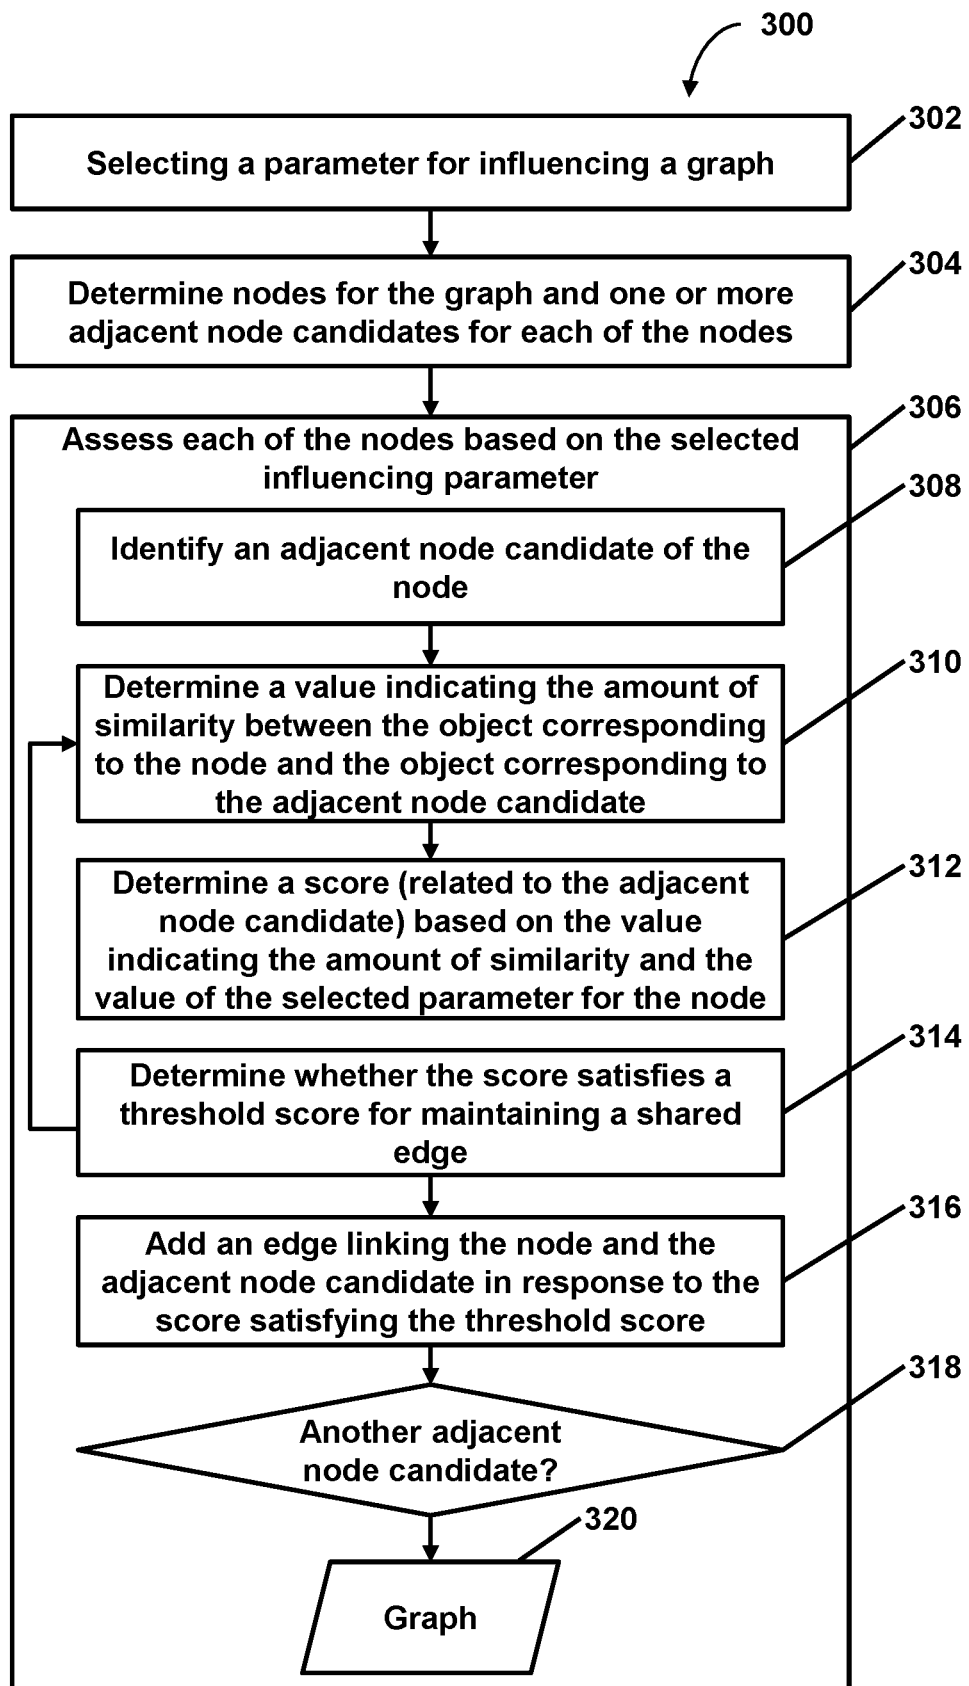 300
302
Selecting a parameter for influencing a graph
304
Determine nodes for the graph and one or more
adjacent node candidates for each of the nodes
306
Assess each of the nodes based on the selected
influencing parameter
308
Identify an adjacent node candidate of the
node
310
Determine a value indicating the amount of
similarity between the object corresponding
to the node and the object corresponding to
the adjacent node candidate
312
Determine a score (related to the adjacent
node candidate) based on the value
indicating the amount of similarity and the
value of the selected parameter for the node
314
Determine whether the score satisfies a
threshold score for maintaining a shared
edge
316
Add an edge linking the node and the
adjacent node candidate in response to the
score satisfying the threshold score
318
Another adjacent
node candidate?
320
Graph